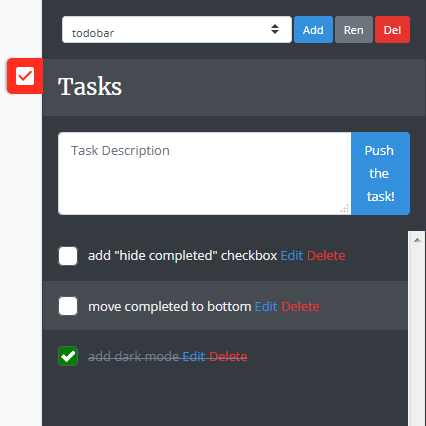 todobar Add Ren Del
Tasks
Task Description
Push
the
task!
add "hide completed" checkbox Edit Delete
move completed to bottom Edit Delete
add dark mode Edit Delete